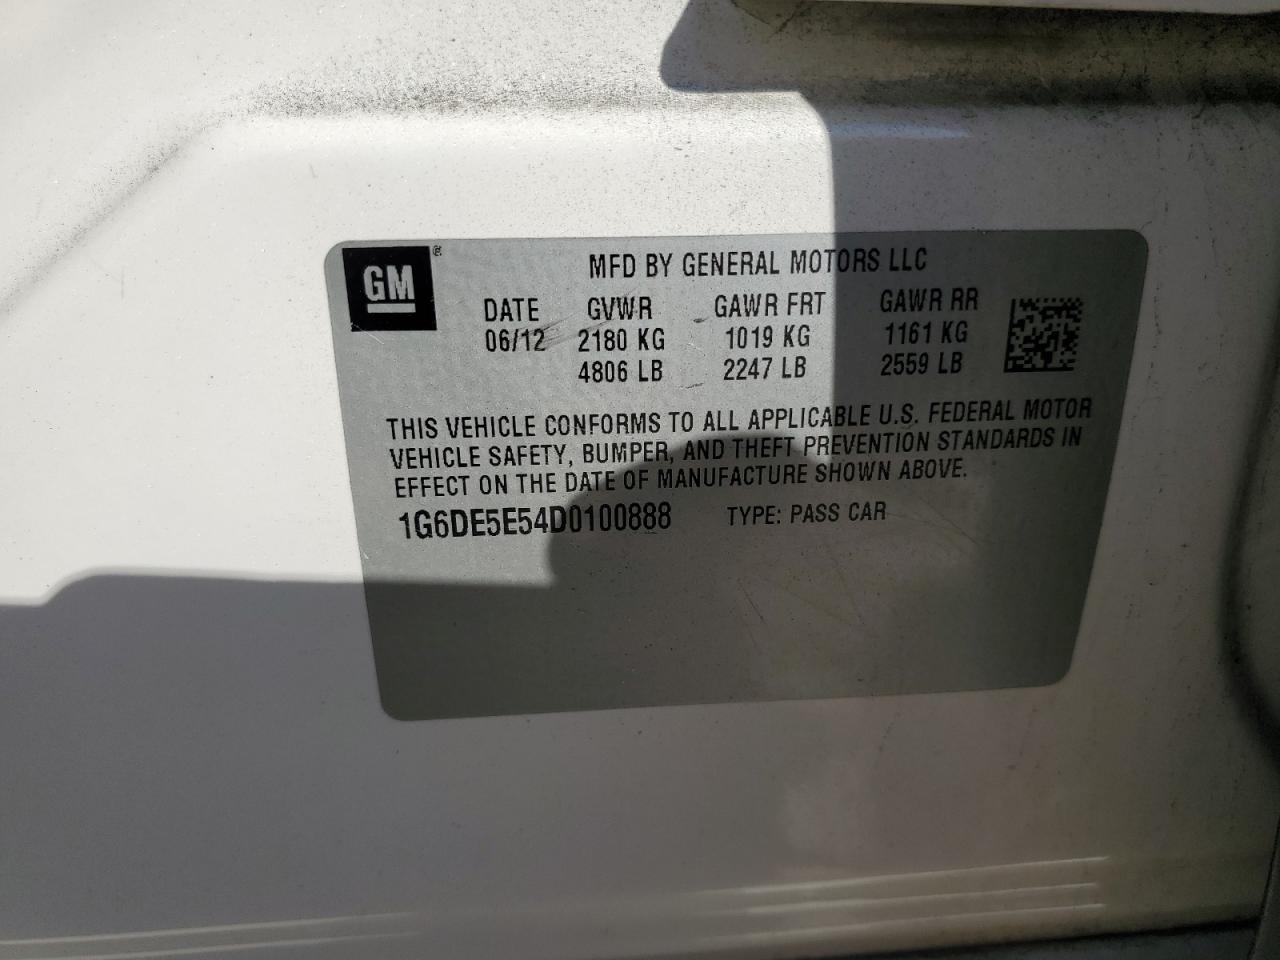 GM ®
MFD BY GENERAL MOTORS LLC
DATE GVWR GAWR FRT GAWR RR
06/12 2180 KG 1019 KG 1161 KG
4806 LB 2247 LB 2559 LB
THIS VEHICLE CONFORMS TO ALL APPLICABLE U.S. FEDERAL MOTOR
VEHICLE SAFETY, BUMPER, AND THEFT PREVENTION STANDARDS IN
EFFECT ON THE DATE OF MANUFACTURE SHOWN ABOVE.
1G6DE5E54D0100888 TYPE: PASS CAR